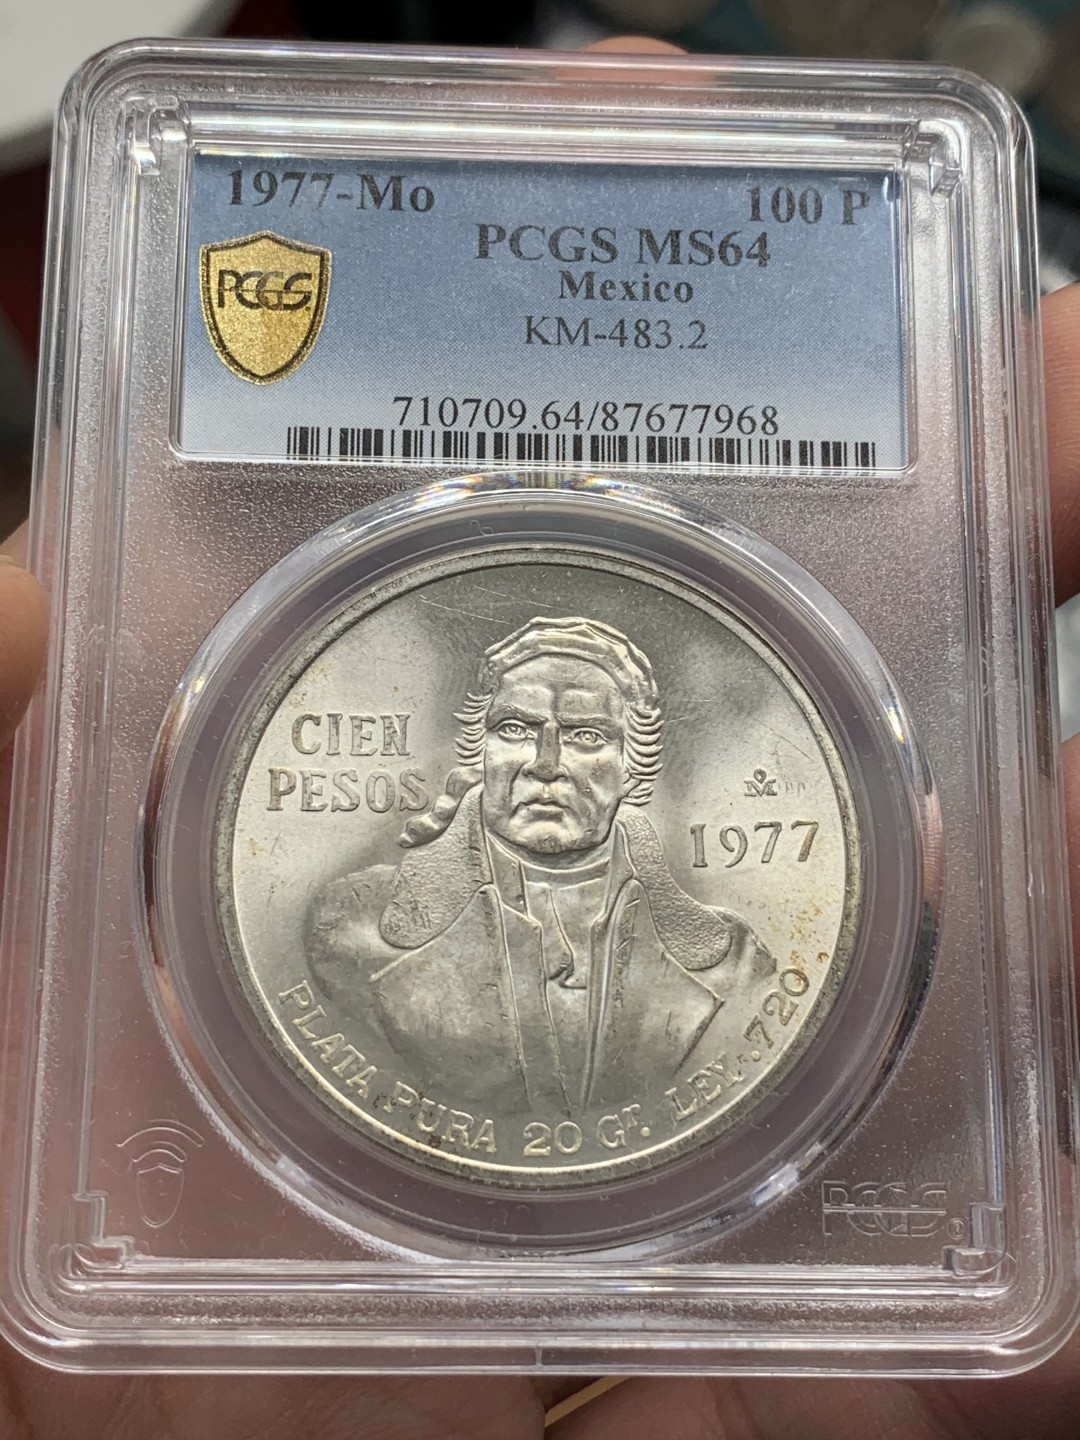 1977-Mo 100 P
PCGS MS64
Mexico
KM-483.2
PCGS
710709.64/87677968
CIEN
PESOS
M
1977
PLATA PURA 20 Gr. LEY .720
PCGS